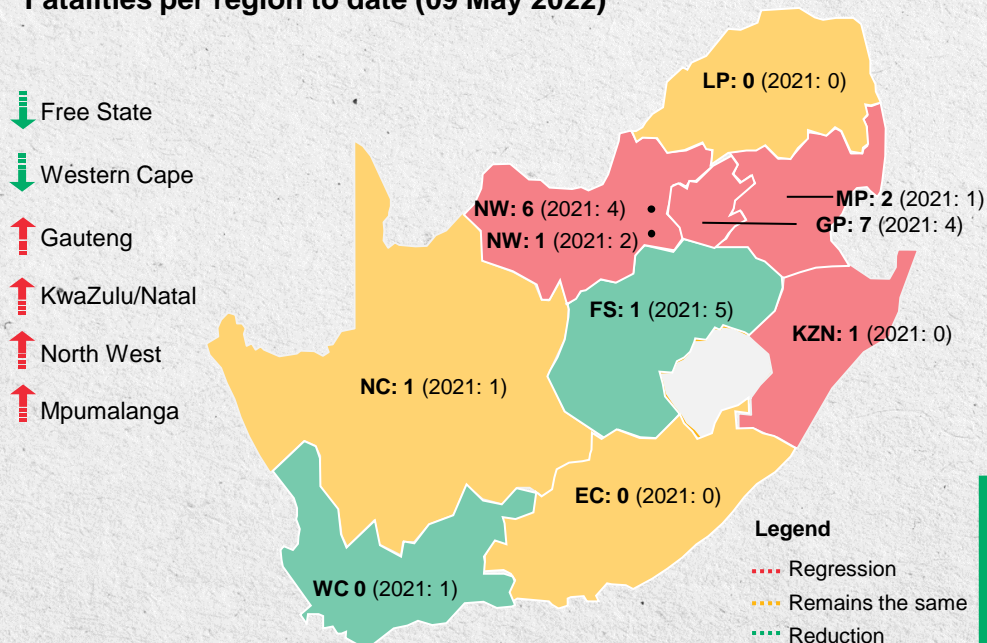 Fatalities per region to date (09 May 2022)
Free State
Western Cape
Gauteng
KwaZulu/Natal
North West
Mpumalanga
LP: 0 (2021: 0)
MP: 2 (2021: 1)
NW: 6 (2021: 4)
GP: 7 (2021: 4)
NW: 1 (2021: 2)
FS: 1 (2021: 5)
KZN: 1 (2021: 0)
NC: 1 (2021: 1)
EC: 0 (2021: 0)
WC 0 (2021: 1)
Legend
Regression
Remains the same
Reduction